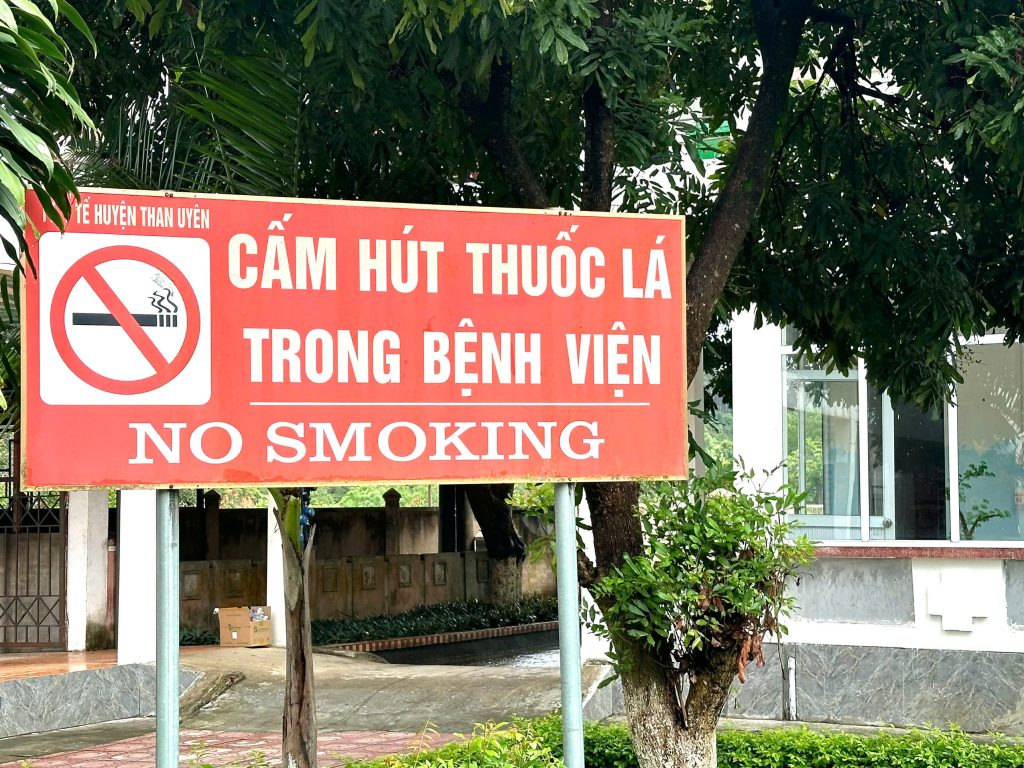 TẾ HUYỆN THAN UYÊN
CẤM HÚT THUỐC LÁ
TRONG BỆNH VIỆN
NO SMOKING